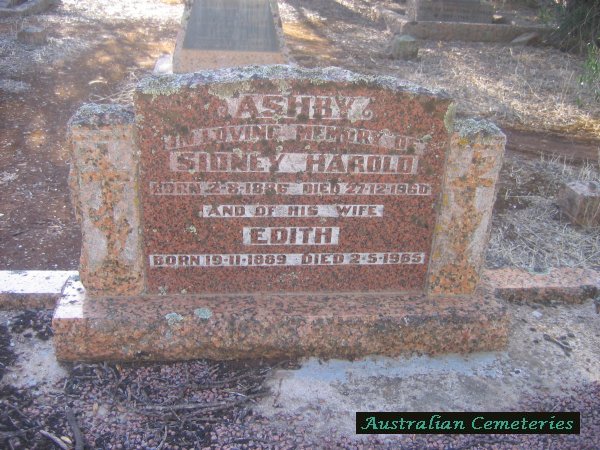 ASHBY
IN LOVING MEMORY OF
SIDNEY HAROLD
BORN 2-8-1886 DIED 27-12-1960
AND OF HIS WIFE
EDITH
BORN 19-11-1889 DIED 2-5-1965
Australian Cemeteries